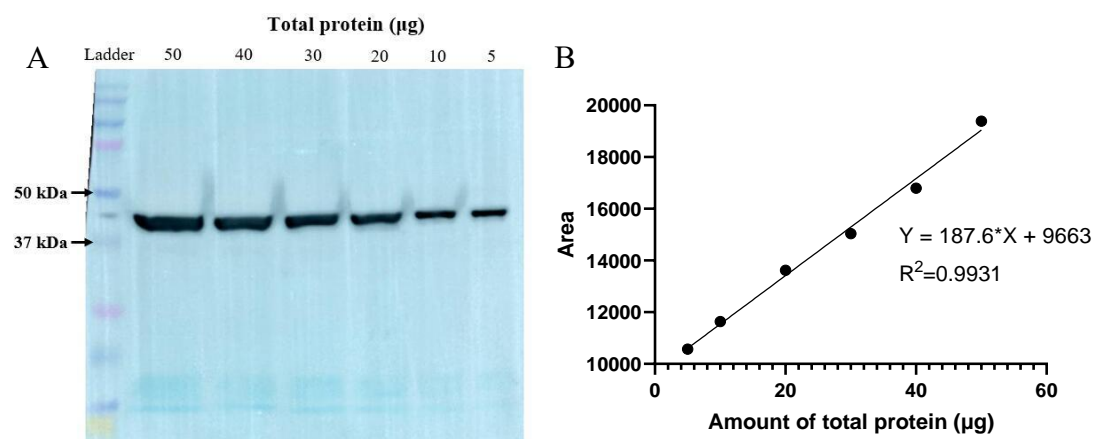 Total protein (µg)
A
Ladder 50 40 30 20 10 5
50 kDa
37 kDa
B
20000
18000
16000
14000
12000
10000
Area
Y = 187.6*X + 9663
R2=0.9931
0 20 40 60
Amount of total protein (µg)